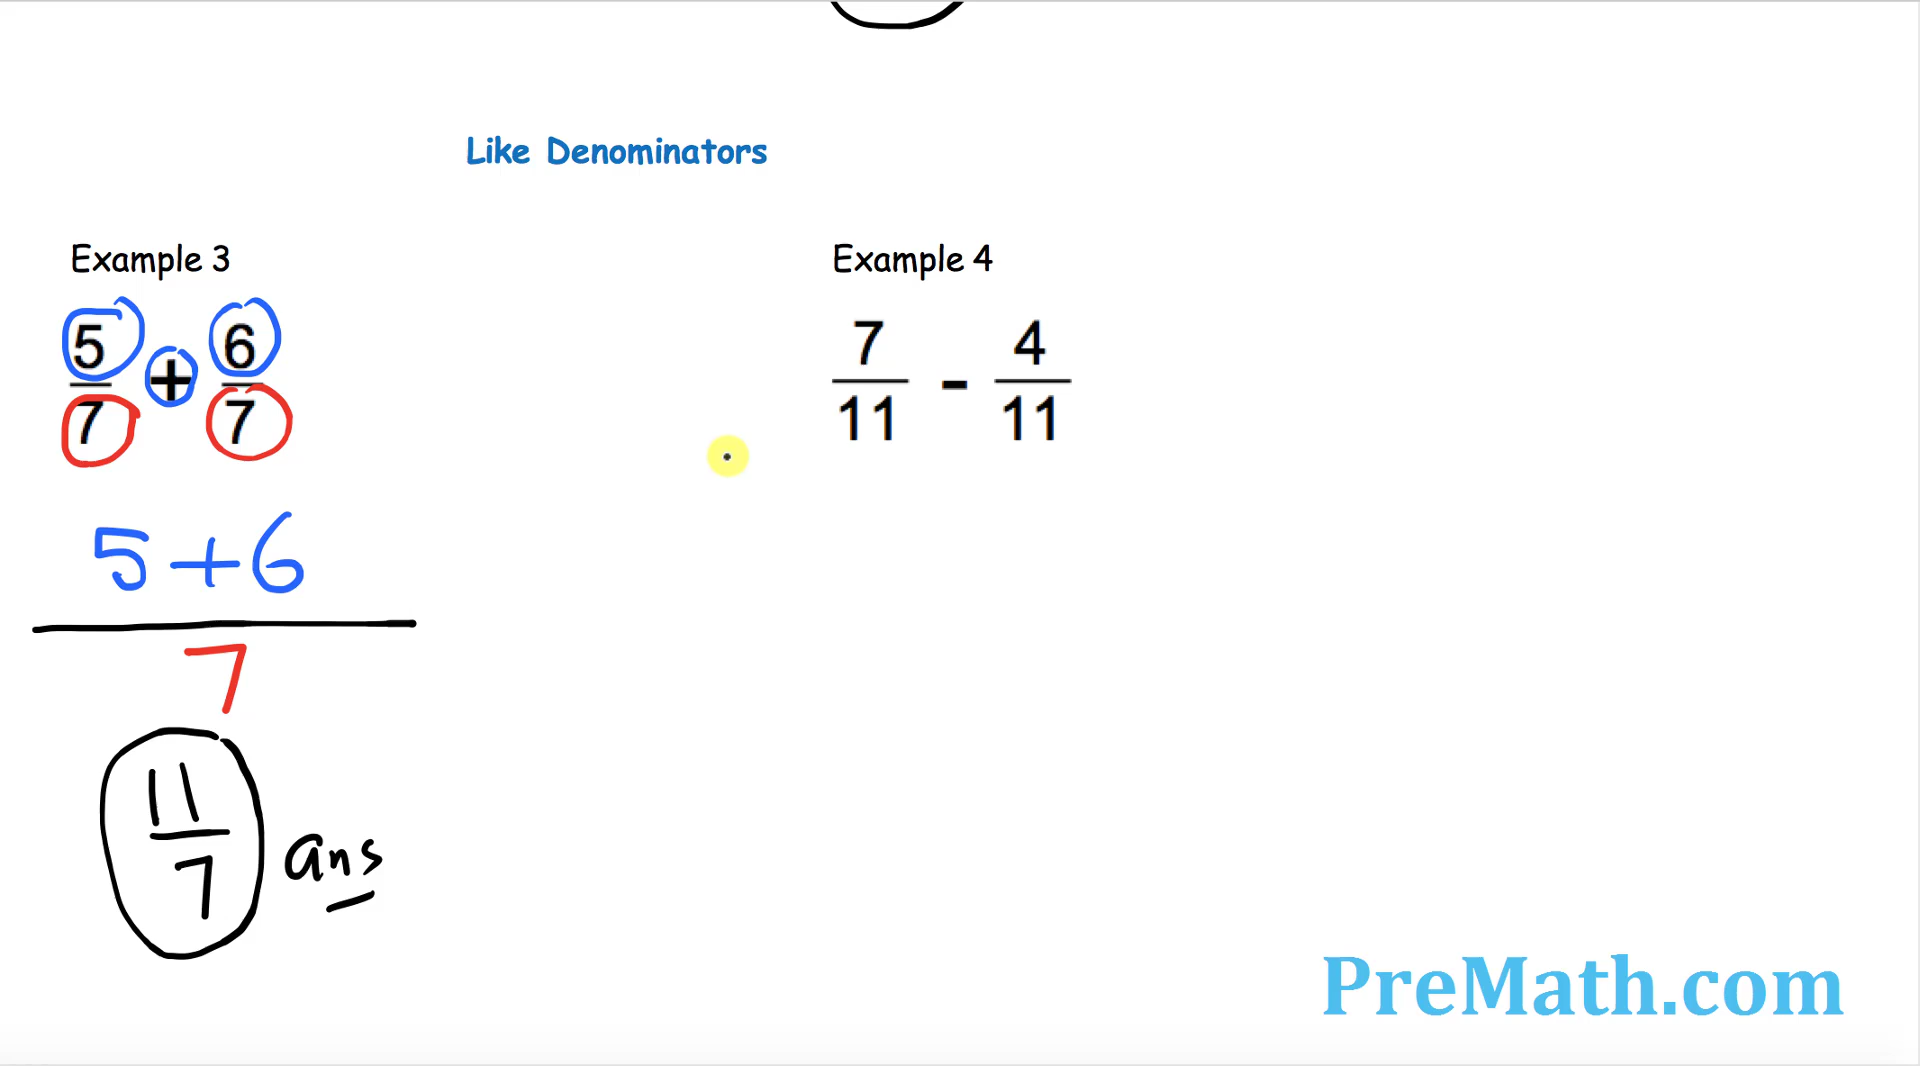 Like Denominators
Example 3
5/7 + 6/7
5+6
7
11/7 ans
Example 4
7/11 - 4/11
PreMath.com